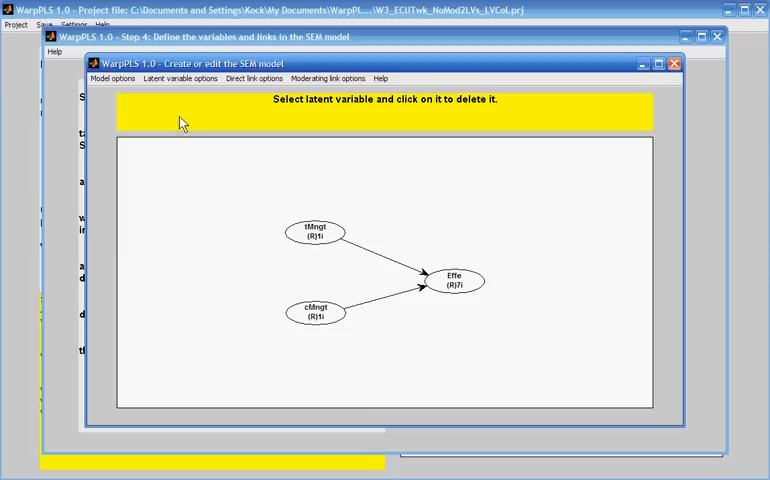 WarpPLS 1.0 - Project file: C:\Documents and Settings\Kock\My Documents\WarpPL...\W3_ECUTwk_NoMod2LVs_LVCol.prj
Project Save Settings Help
WarpPLS 1.0 - Step 4: Define the variables and links in the SEM model
Help
WarpPLS 1.0 - Create or edit the SEM model
Model options Latent variable options Direct link options Moderating link options Help
Select latent variable and click on it to delete it.
tMngt
(R)1i
Effe
(R)7i
cMngt
(R)1i